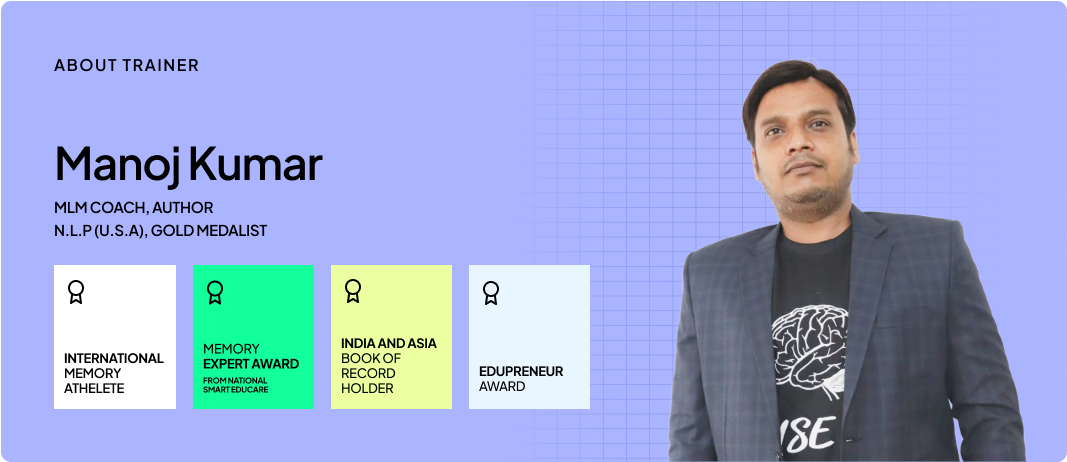 ABOUT TRAINER
Manoj Kumar
MLM COACH, AUTHOR
N.L.P (U.S.A), GOLD MEDALIST
INTERNATIONAL
MEMORY
ATHELETE
MEMORY
EXPERT AWARD
FROM NATIONAL
SMART EDUCARE
INDIA AND ASIA
BOOK OF
RECORD
HOLDER
EDUPRENEUR
AWARD